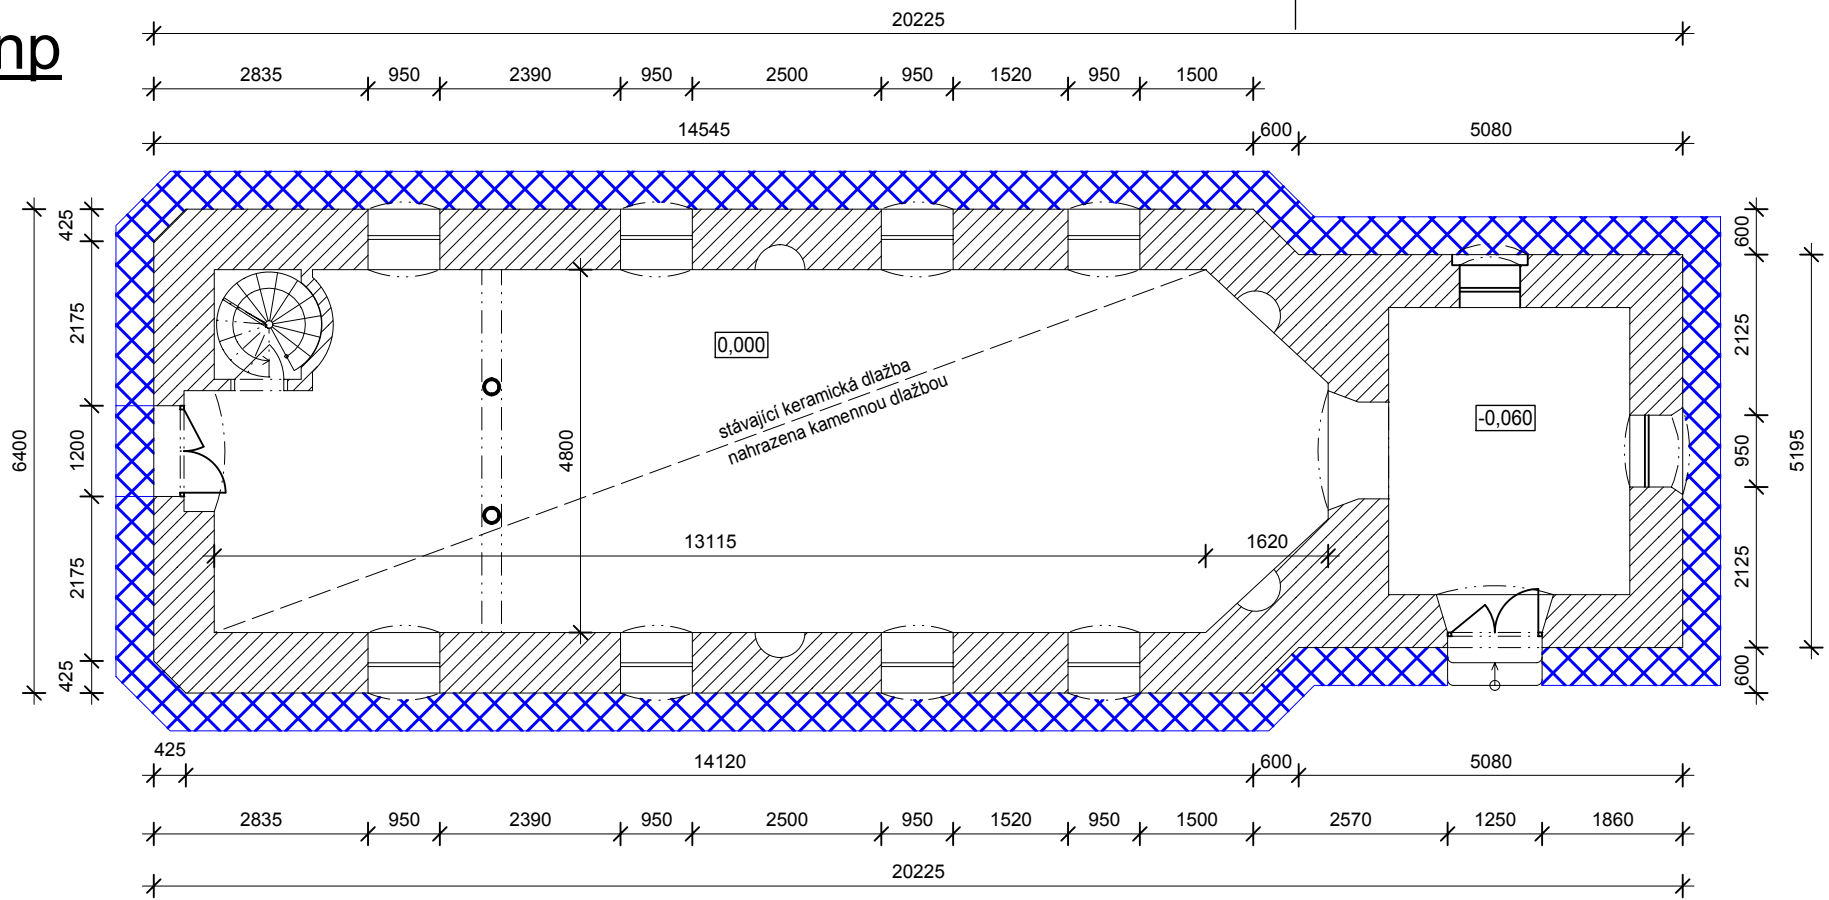 20225
np
2835 950 2390 950 2500 950 1520 950 1500
14545 600 5080
425
2175
1200
2175
425
6400
600
2125
950
2125
600
5195
0,000
-0,060
stávající keramická dlažba
nahrazena kamennou dlažbou
4800
13115 1620
425 14120 600 5080
2835 950 2390 950 2500 950 1520 950 1500 2570 1250 1860
20225